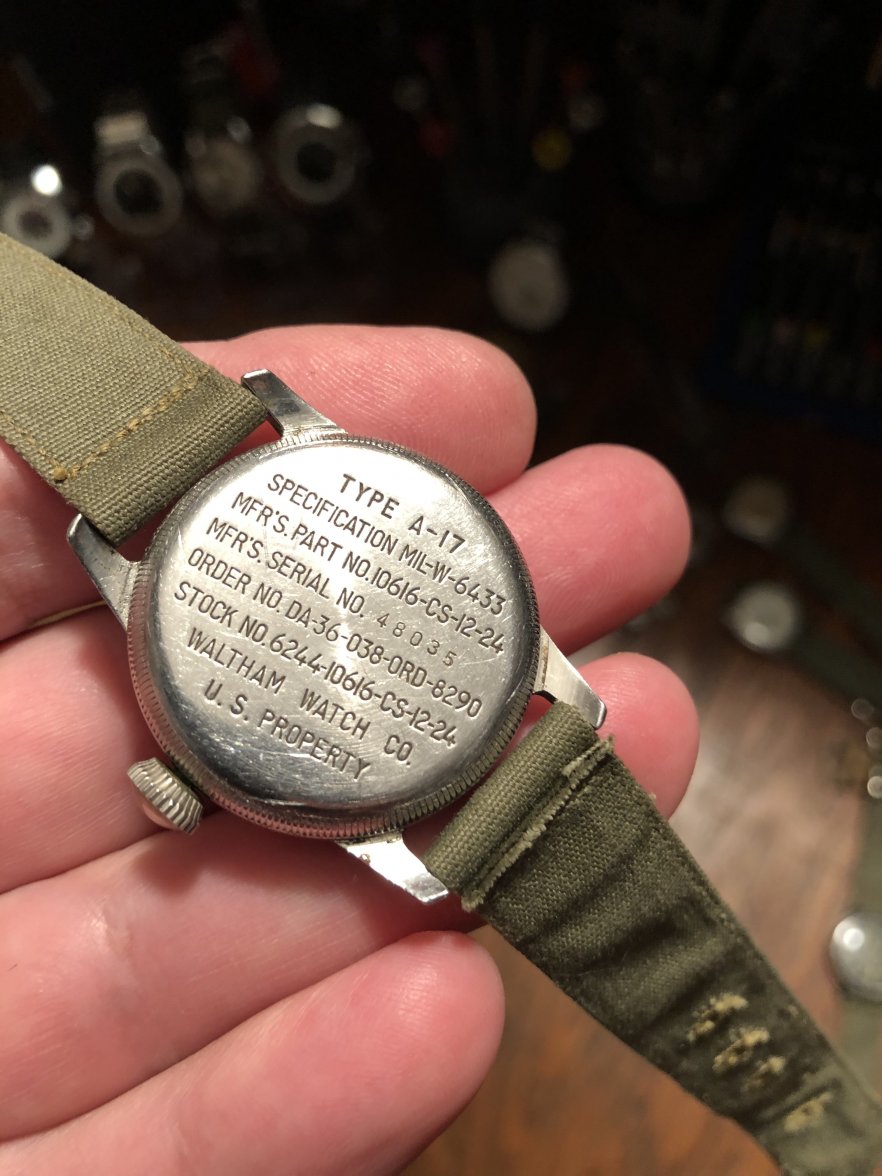 TYPE A-17
SPECIFICATION MIL-W-6433
MFR'S. PART NO.10616-CS-12-24
MFR'S. SERIAL NO. 48035
ORDER NO. DA-36-038-ORD-8290
STOCK NO.6244-10616-CS-12-24
WALTHAM WATCH CO.
U. S. PROPERTY